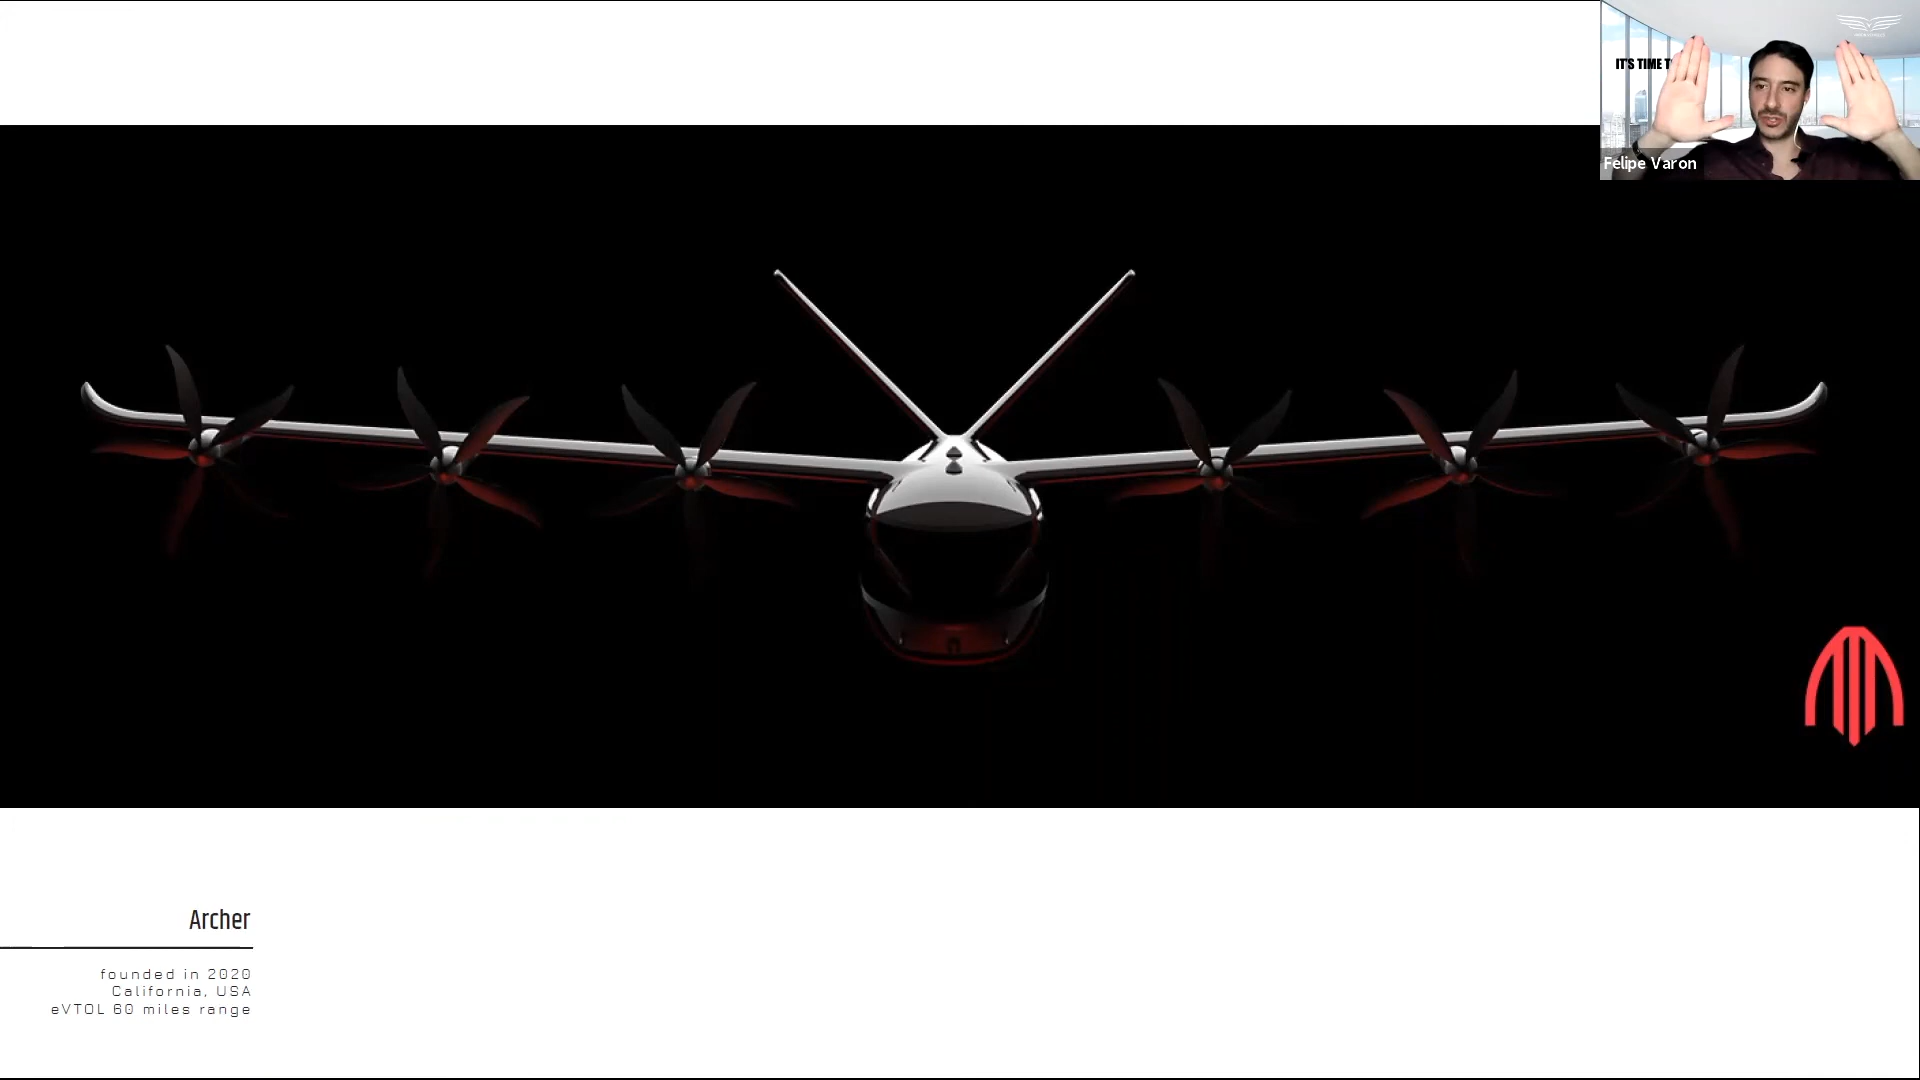 IT'S TIME T
Felipe Varon
Archer
founded in 2020
California, USA
eVTOL 60 miles range